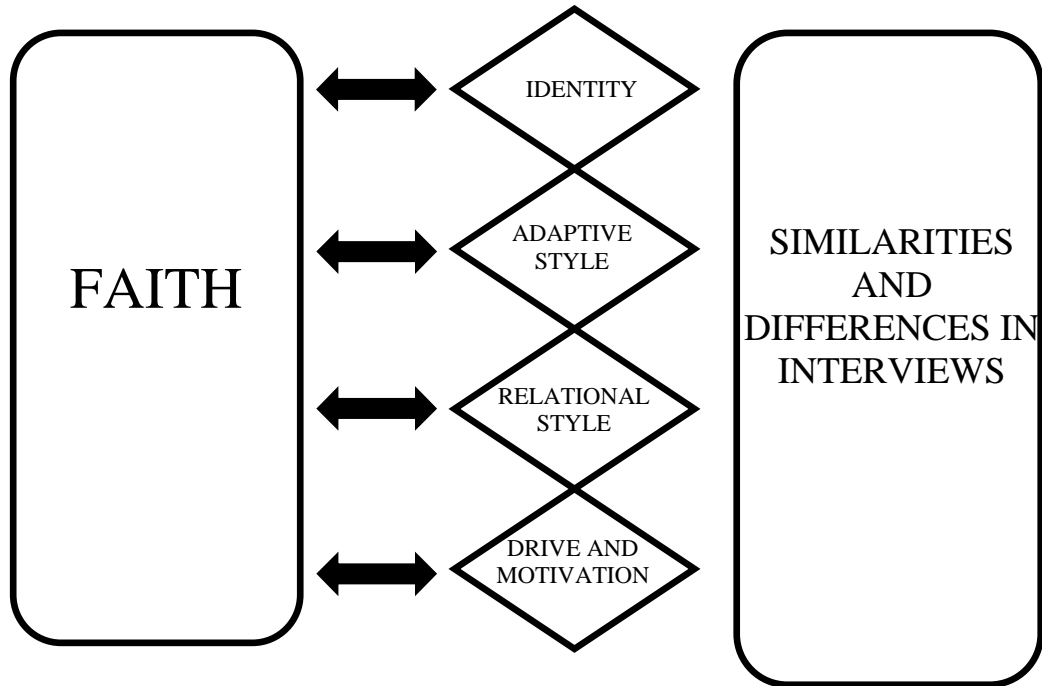 FAITH
IDENTITY
ADAPTIVE
STYLE
RELATIONAL
STYLE
DRIVE AND
MOTIVATION
SIMILARITIES
AND
DIFFERENCES IN
INTERVIEWS